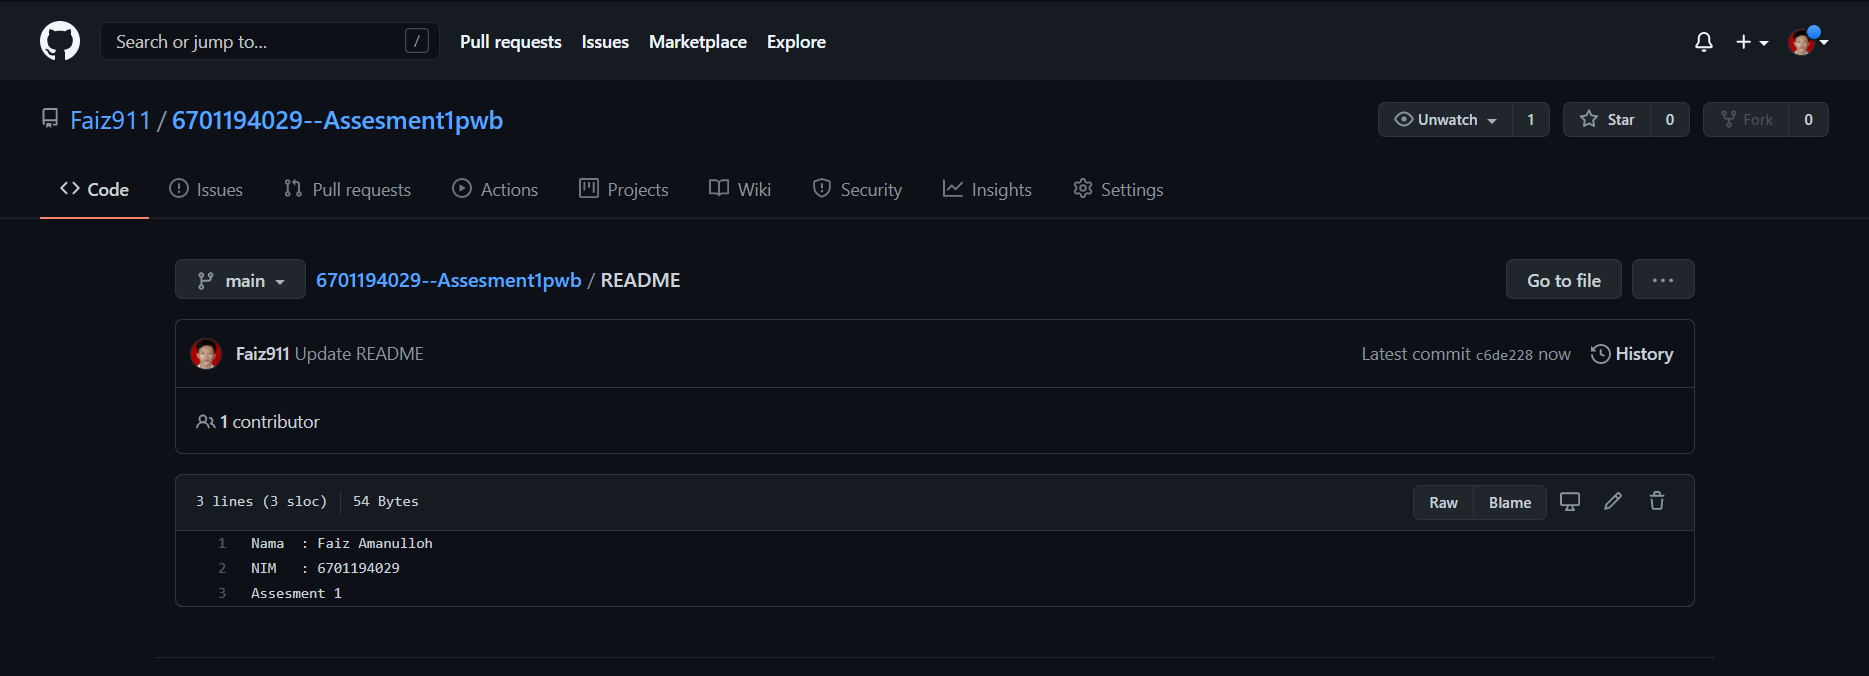 Search or jump to... /
Pull requests Issues Marketplace Explore
Faiz911 / 6701194029--Assesment1pwb
Unwatch 1 Star 0 Fork 0
Code Issues Pull requests Actions Projects Wiki Security Insights Settings
main 6701194029--Assesment1pwb / README Go to file ...
Faiz911 Update README Latest commit c6de228 now History
1 contributor
3 lines (3 sloc) 54 Bytes Raw Blame
1 Nama : Faiz Amanulloh
2 NIM : 6701194029
3 Assesment 1